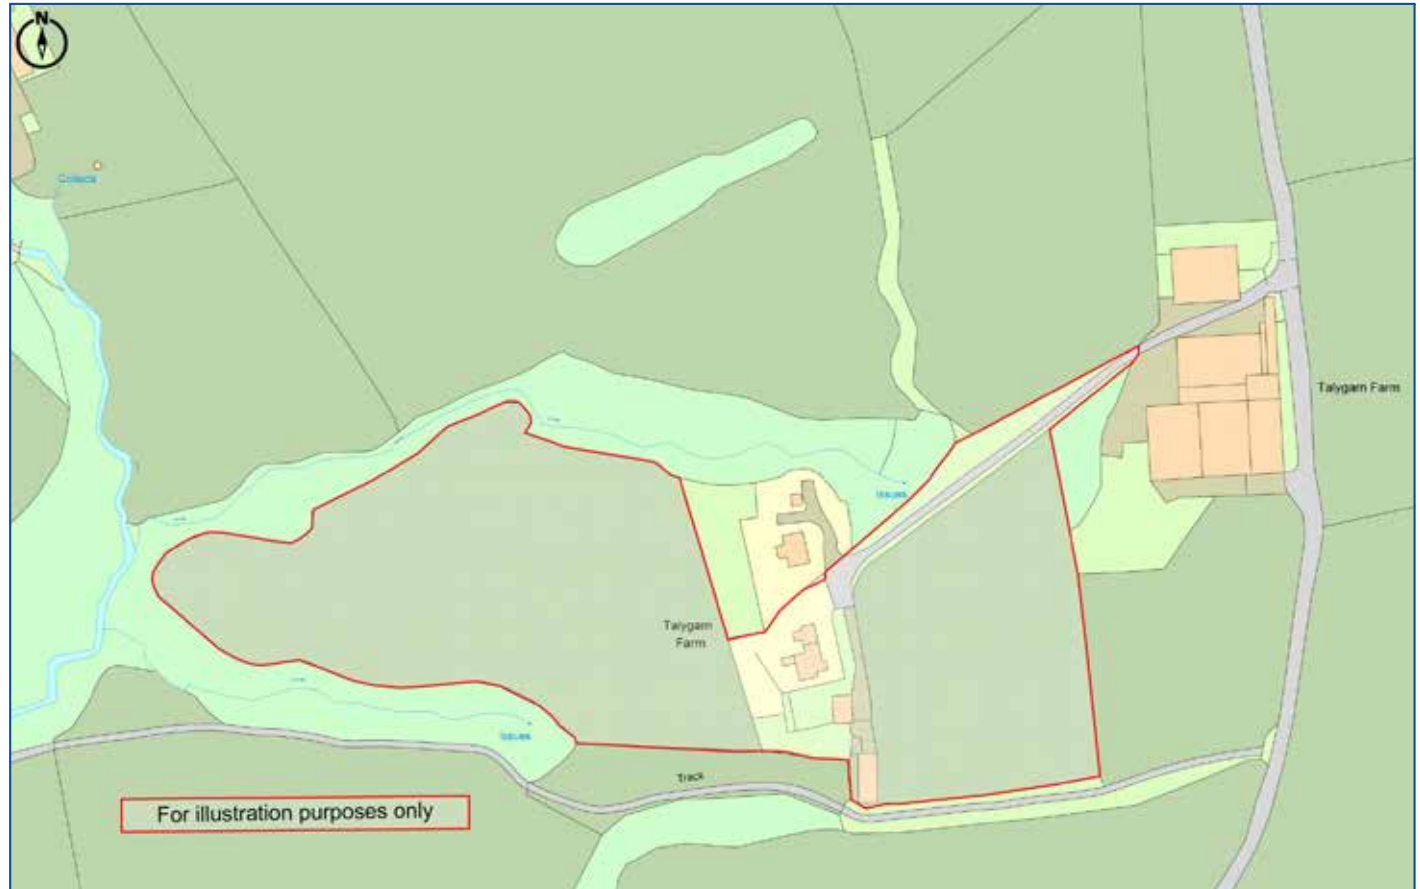 N
Collects
Talygarn Farm
Issues
Talygarn
Farm
Issues
Track
For illustration purposes only